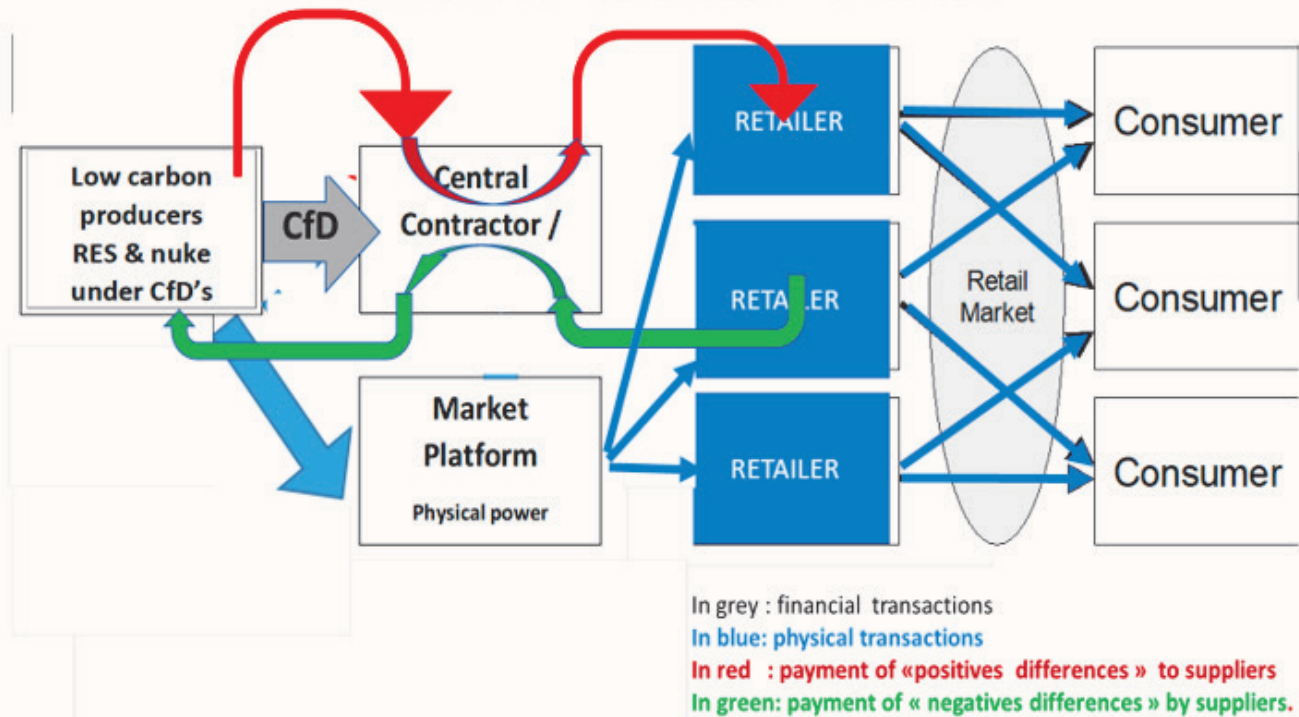 Low carbon
producers
RES & nuke
under CfD's
CfD
Central
Contractor /
Market
Platform
Physical power
RETAILER
RETAILER
RETAILER
Retail
Market
Consumer
Consumer
Consumer
In grey : financial transactions
In blue: physical transactions
In red : payment of «positives differences » to suppliers
In green: payment of « negatives differences » by suppliers.